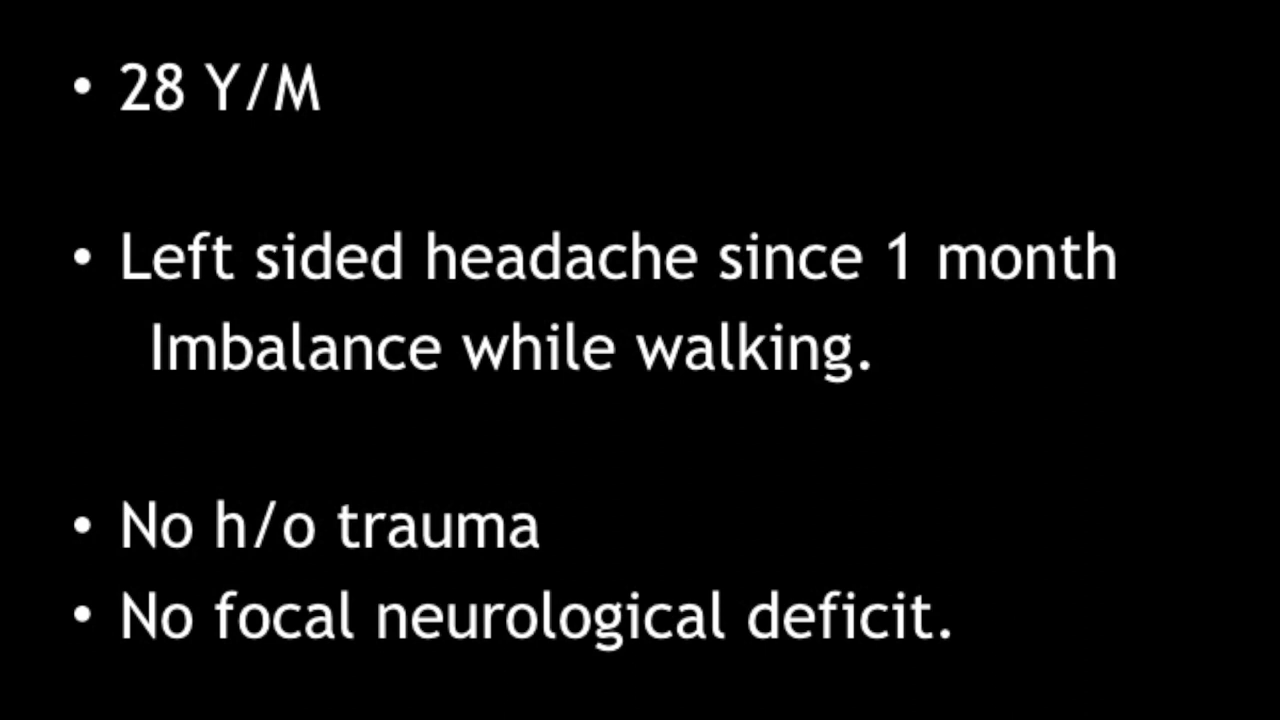 • 28 Y/M
• Left sided headache since 1 month
Imbalance while walking.
• No h/o trauma
• No focal neurological deficit.